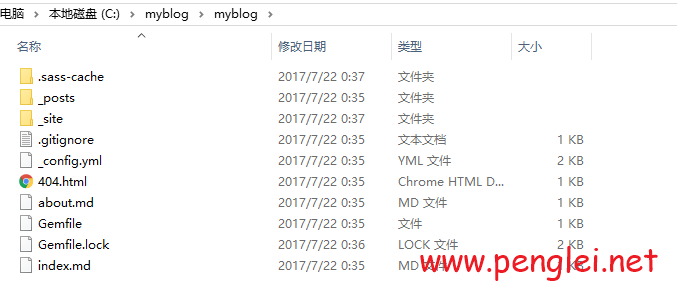 电脑 › 本地磁盘 (C:) › myblog › myblog ›
名称 修改日期 类型 大小
.sass-cache 2017/7/22 0:37 文件夹
_posts 2017/7/22 0:35 文件夹
_site 2017/7/22 0:37 文件夹
.gitignore 2017/7/22 0:35 文本文档 1 KB
_config.yml 2017/7/22 0:35 YML 文件 2 KB
404.html 2017/7/22 0:35 Chrome HTML D... 1 KB
about.md 2017/7/22 0:35 MD 文件 1 KB
Gemfile 2017/7/22 0:35 文件 1 KB
Gemfile.lock 2017/7/22 0:36 LOCK 文件 2 KB
index.md 2017/7/22 0:35 MD 文件 1 KB
www.penglei.net